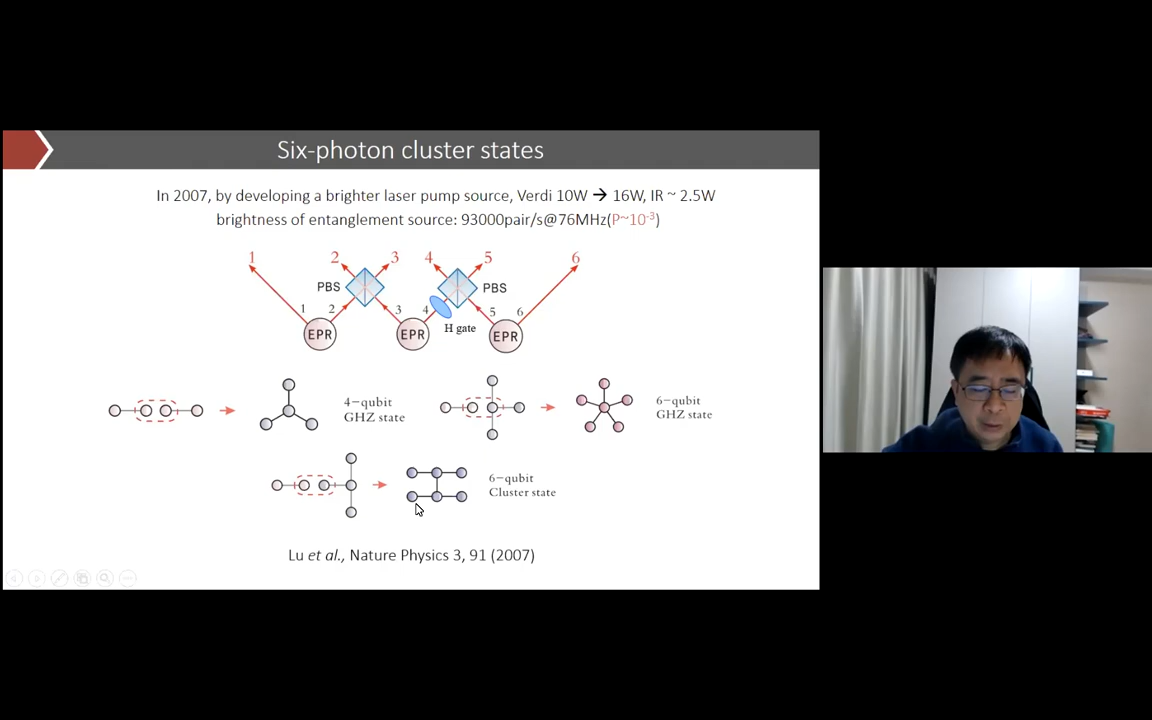 Six-photon cluster states
In 2007, by developing a brighter laser pump source, Verdi 10W → 16W, IR ~ 2.5W
brightness of entanglement source: 93000pair/s@76MHz(P~10⁻³)
1 2 3 4 5 6
PBS PBS
1 2 3 4 5 6
H gate
EPR EPR EPR
4−qubit
GHZ state
6−qubit
GHZ state
6−qubit
Cluster state
Lu et al., Nature Physics 3, 91 (2007)